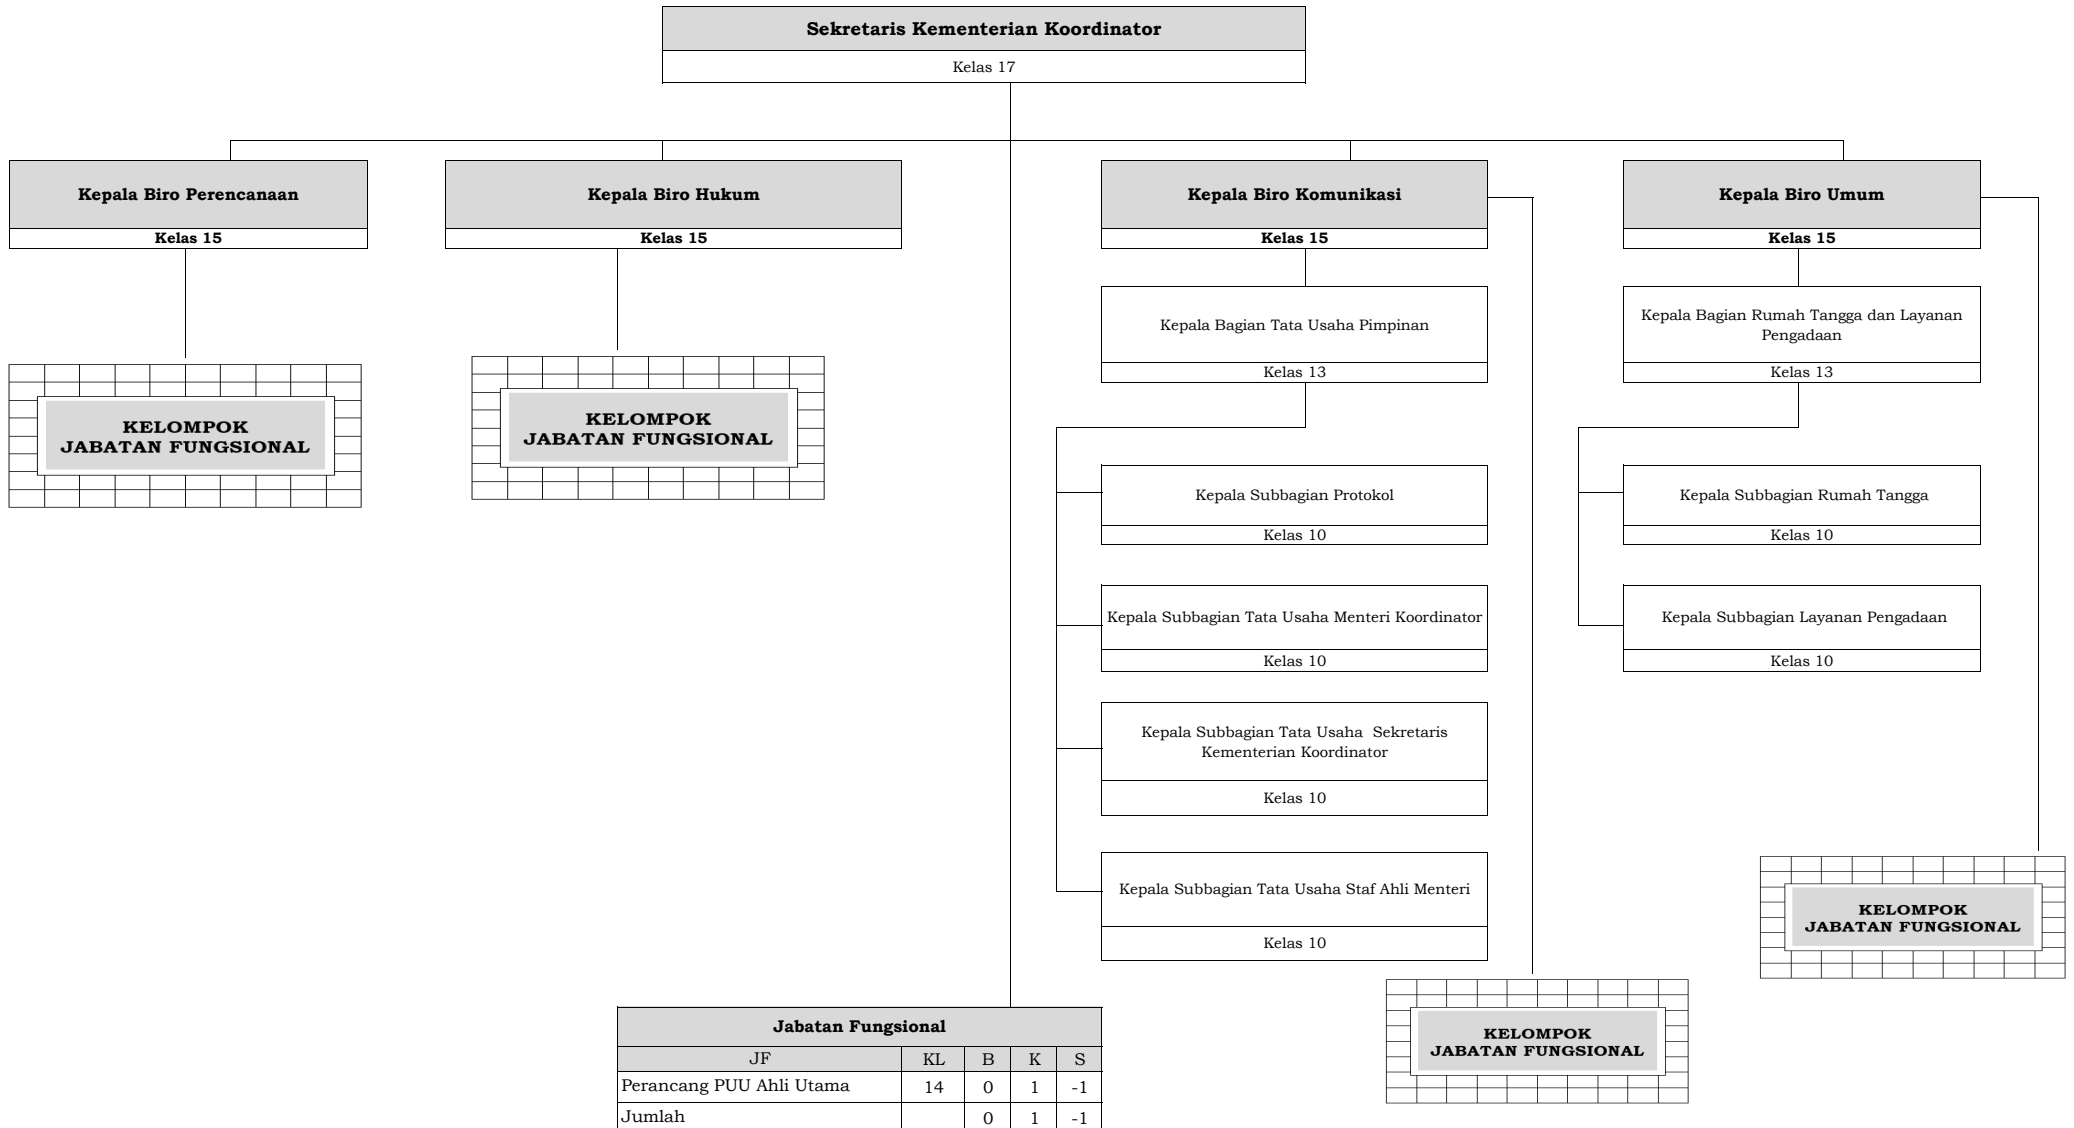 Sekretaris Kementerian Koordinator
Kelas 17
Kepala Biro Perencanaan
Kelas 15
KELOMPOK
JABATAN FUNGSIONAL
Kepala Biro Hukum
Kelas 15
KELOMPOK
JABATAN FUNGSIONAL
Kepala Biro Komunikasi
Kelas 15
Kepala Bagian Tata Usaha Pimpinan
Kelas 13
Kepala Subbagian Protokol
Kelas 10
Kepala Subbagian Tata Usaha Menteri Koordinator
Kelas 10
Kepala Subbagian Tata Usaha  Sekretaris
Kementerian Koordinator
Kelas 10
Kepala Subbagian Tata Usaha Staf Ahli Menteri
Kelas 10
KELOMPOK
JABATAN FUNGSIONAL
Kepala Biro Umum
Kelas 15
Kepala Bagian Rumah Tangga dan Layanan
Pengadaan
Kelas 13
Kepala Subbagian Rumah Tangga
Kelas 10
Kepala Subbagian Layanan Pengadaan
Kelas 10
KELOMPOK
JABATAN FUNGSIONAL
Jabatan Fungsional
JF KL B K S
Perancang PUU Ahli Utama 14 0 1 -1
Jumlah 0 1 -1